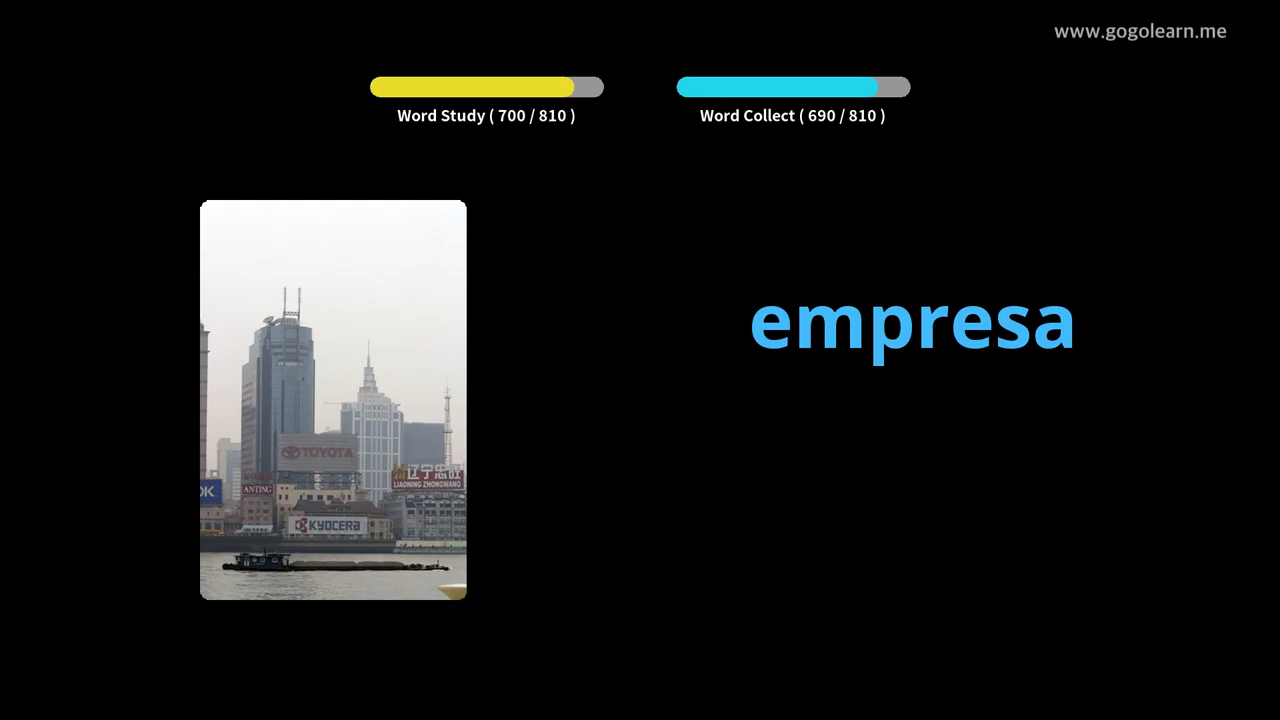 www.gogolearn.me
Word Study ( 700 / 810 )
Word Collect ( 690 / 810 )
empresa
TOYOTA
辽宁忠旺
LIAONING ZHONGWANG
OK
ANTING
KYOCERA